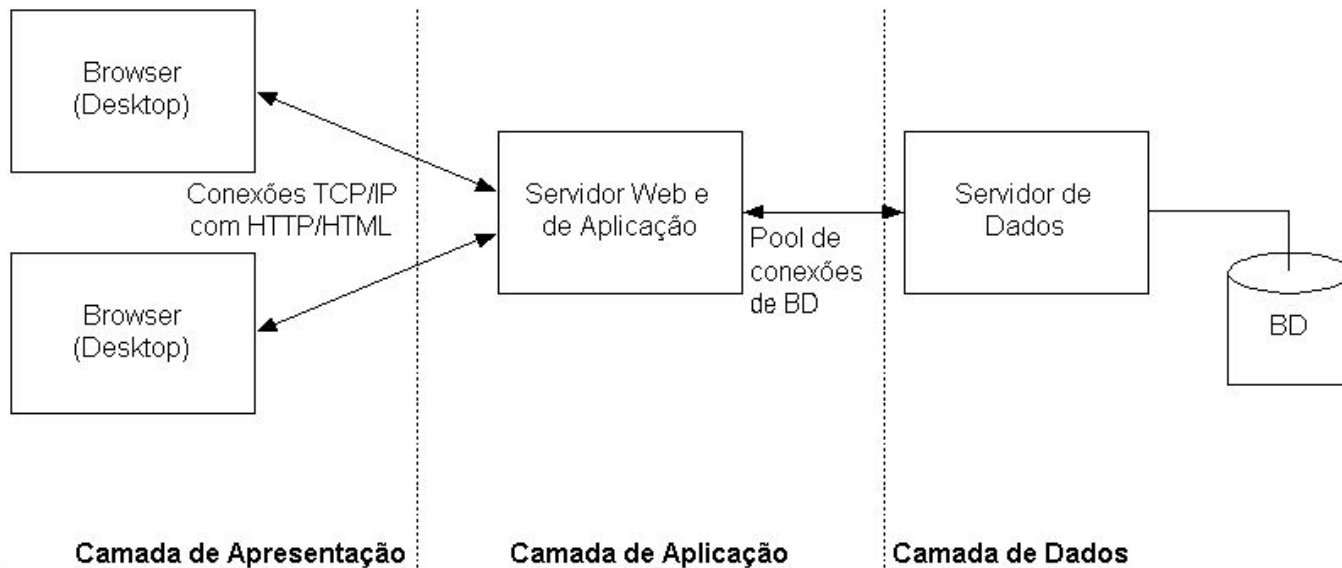 Browser
(Desktop)
Conexões TCP/IP
com HTTP/HTML
Browser
(Desktop)
Servidor Web e
de Aplicação
Pool de
conexões
de BD
Servidor de
Dados
BD
Camada de Apresentação
Camada de Aplicação
Camada de Dados